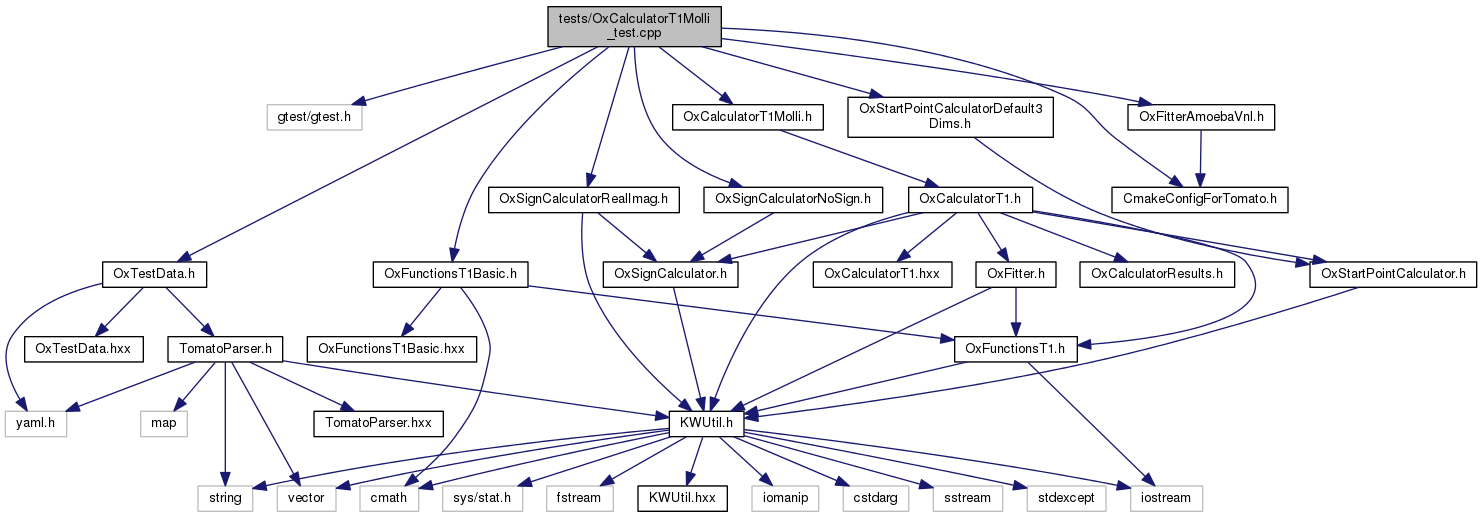 tests/OxCalculatorT1Molli
_test.cpp
gtest/gtest.h
OxCalculatorT1Molli.h
OxStartPointCalculatorDefault3
Dims.h
OxFitterAmoebaVnl.h
OxSignCalculatorRealImag.h
OxSignCalculatorNoSign.h
OxCalculatorT1.h
CmakeConfigForTomato.h
OxTestData.h
OxFunctionsT1Basic.h
OxSignCalculator.h
OxCalculatorT1.hxx
OxFitter.h
OxCalculatorResults.h
OxStartPointCalculator.h
OxTestData.hxx
TomatoParser.h
OxFunctionsT1Basic.hxx
OxFunctionsT1.h
yaml.h
map
TomatoParser.hxx
KWUtil.h
string
vector
cmath
sys/stat.h
fstream
KWUtil.hxx
iomanip
cstdarg
sstream
stdexcept
iostream